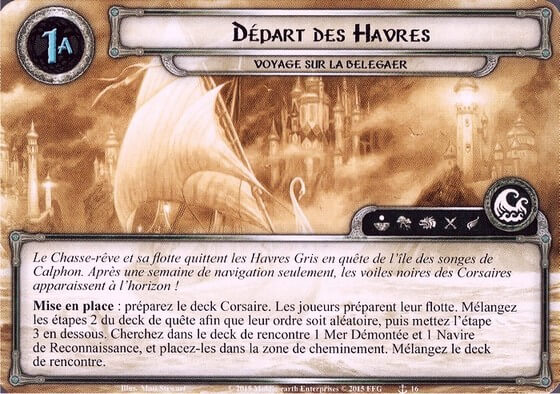 1A
DÉPART DES HAVRES
VOYAGE SUR LA BELEGAER
Le Chasse-rêve et sa flotte quittent les Havres Gris en quête de l'île des songes de
Calphon. Après une semaine de navigation seulement, les voiles noires des Corsaires
apparaissent à l'horizon !
Mise en place : préparez le deck Corsaire. Les joueurs préparent leur flotte. Mélangez
les étapes 2 du deck de quête afin que leur ordre soit aléatoire, puis mettez l'étape
3 en dessous. Cherchez dans le deck de rencontre 1 Mer Démontée et 1 Navire
de Reconnaissance, et placez-les dans la zone de cheminement. Mélangez le deck
de rencontre.
Illus. Mark © 2015 Middle-earth Enterprises © 2015 FFG 16